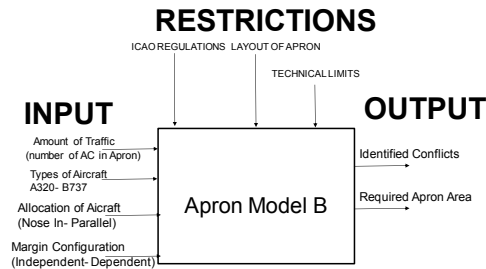 RESTRICTIONS
ICAO REGULATIONS LAYOUT OF APRON
TECHNICAL LIMITS
INPUT
OUTPUT
Amount of Traffic
(number of AC in Apron)
Types of Aircraft
A320- B737
Allocation of Aicraft
(Nose In- Parallel)
Margin Configuration
(Independent- Dependent)
Apron Model B
Identified Conflicts
Required Apron Area